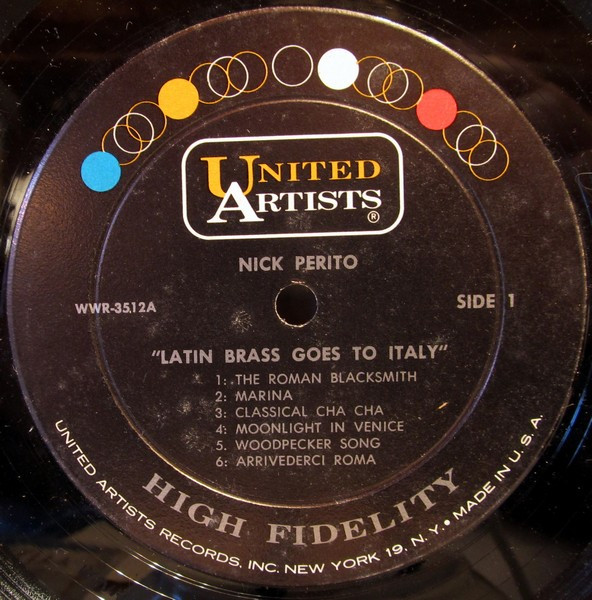 UNITED
ARTISTS
®
NICK PERITO
WWR-3512A
SIDE 1
"LATIN BRASS GOES TO ITALY"
1: THE ROMAN BLACKSMITH
2: MARINA
3: CLASSICAL CHA CHA
4: MOONLIGHT IN VENICE
5. WOODPECKER SONG
6: ARRIVEDERCI ROMA
HIGH FIDELITY
UNITED ARTISTS RECORDS, INC. NEW YORK 19, N. Y. • MADE IN U. S. A.